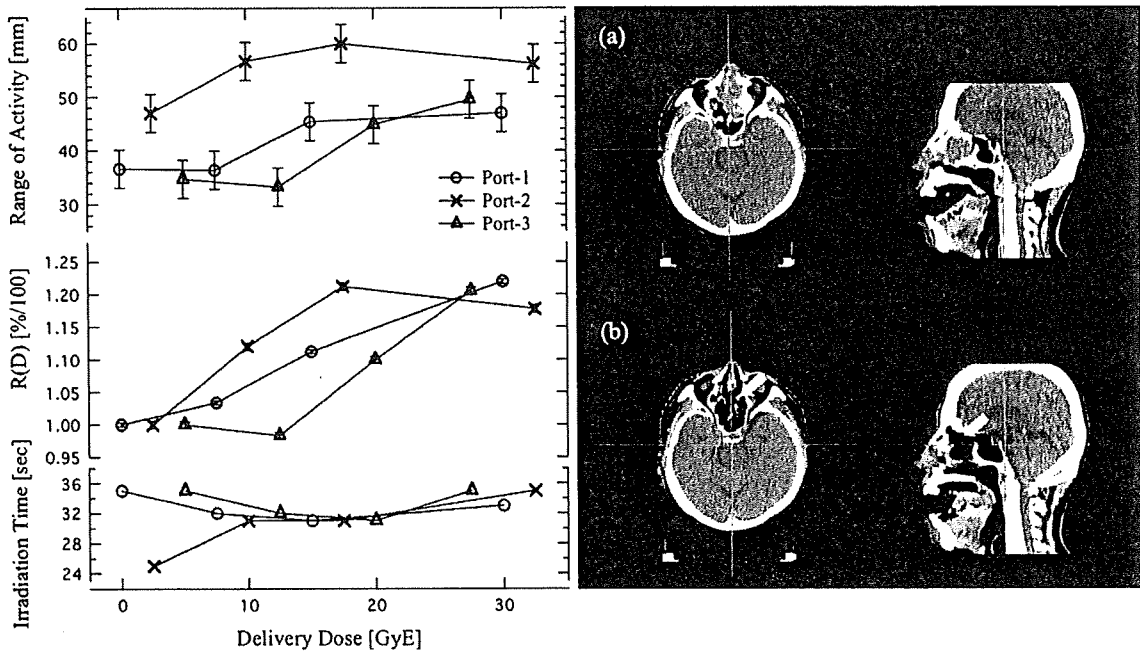 Range of Activity [mm]
60
50
40
30
Port-1
Port-2
Port-3
R(D) [%/100]
1.25
1.20
1.15
1.10
1.05
1.00
0.95
Irradiation Time [sec]
36
32
28
24
0
10
20
30
Delivery Dose [GyE]
(a)
(b)